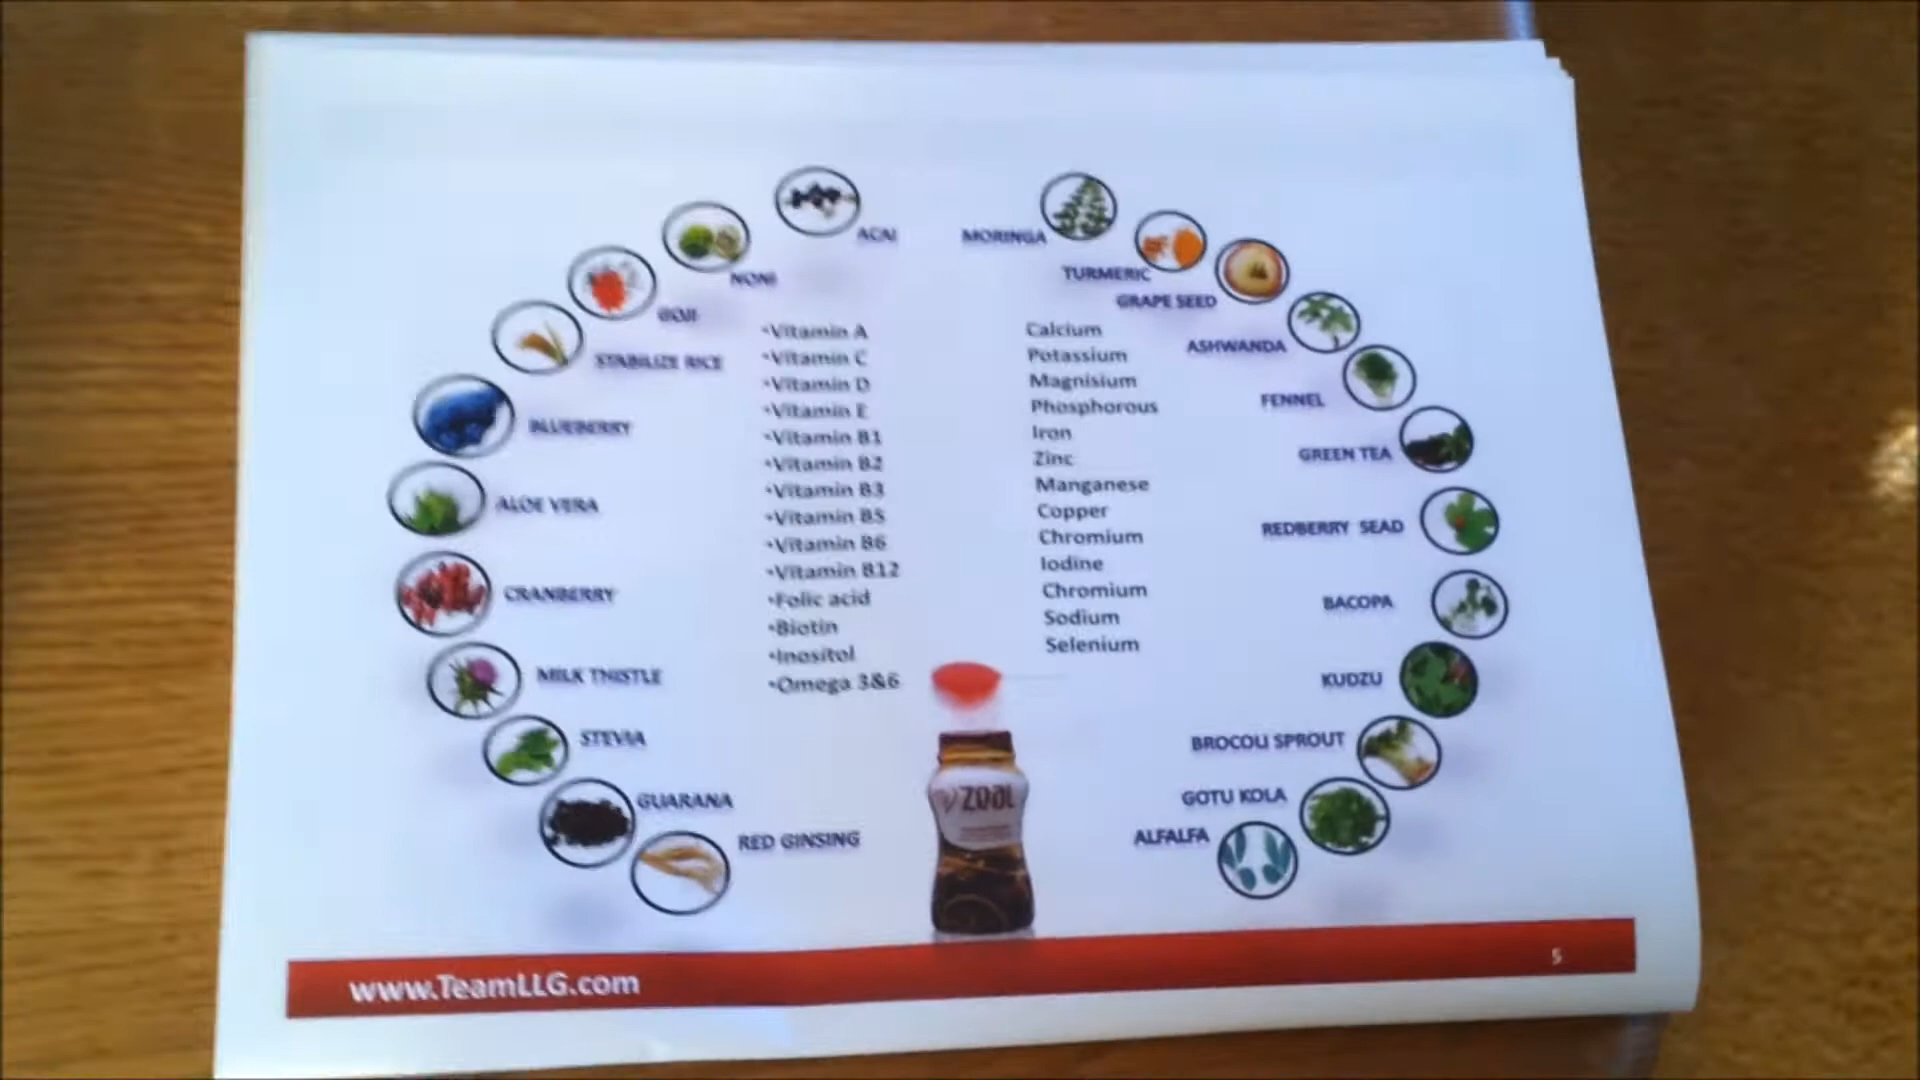 ACAI
NONI
GOJI
STABILIZE RICE
BLUEBERRY
ALOE VERA
CRANBERRY
MILK THISTLE
STEVIA
GUARANA
RED GINSING
•Vitamin A
•Vitamin C
•Vitamin D
•Vitamin E
•Vitamin B1
•Vitamin B2
•Vitamin B3
•Vitamin B5
•Vitamin B6
•Vitamin B12
•Folic acid
•Biotin
•Inositol
•Omega 3&6
Calcium
Potassium
Magnisium
Phosphorous
Iron
Zinc
Manganese
Copper
Chromium
Iodine
Chromium
Sodium
Selenium
MORINGA
TURMERIC
GRAPE SEED
ASHWANDA
FENNEL
GREEN TEA
REDBERRY SEAD
BACOPA
KUDZU
BROCOLI SPROUT
GOTU KOLA
ALFALFA
ZEAL
www.TeamLLG.com
5